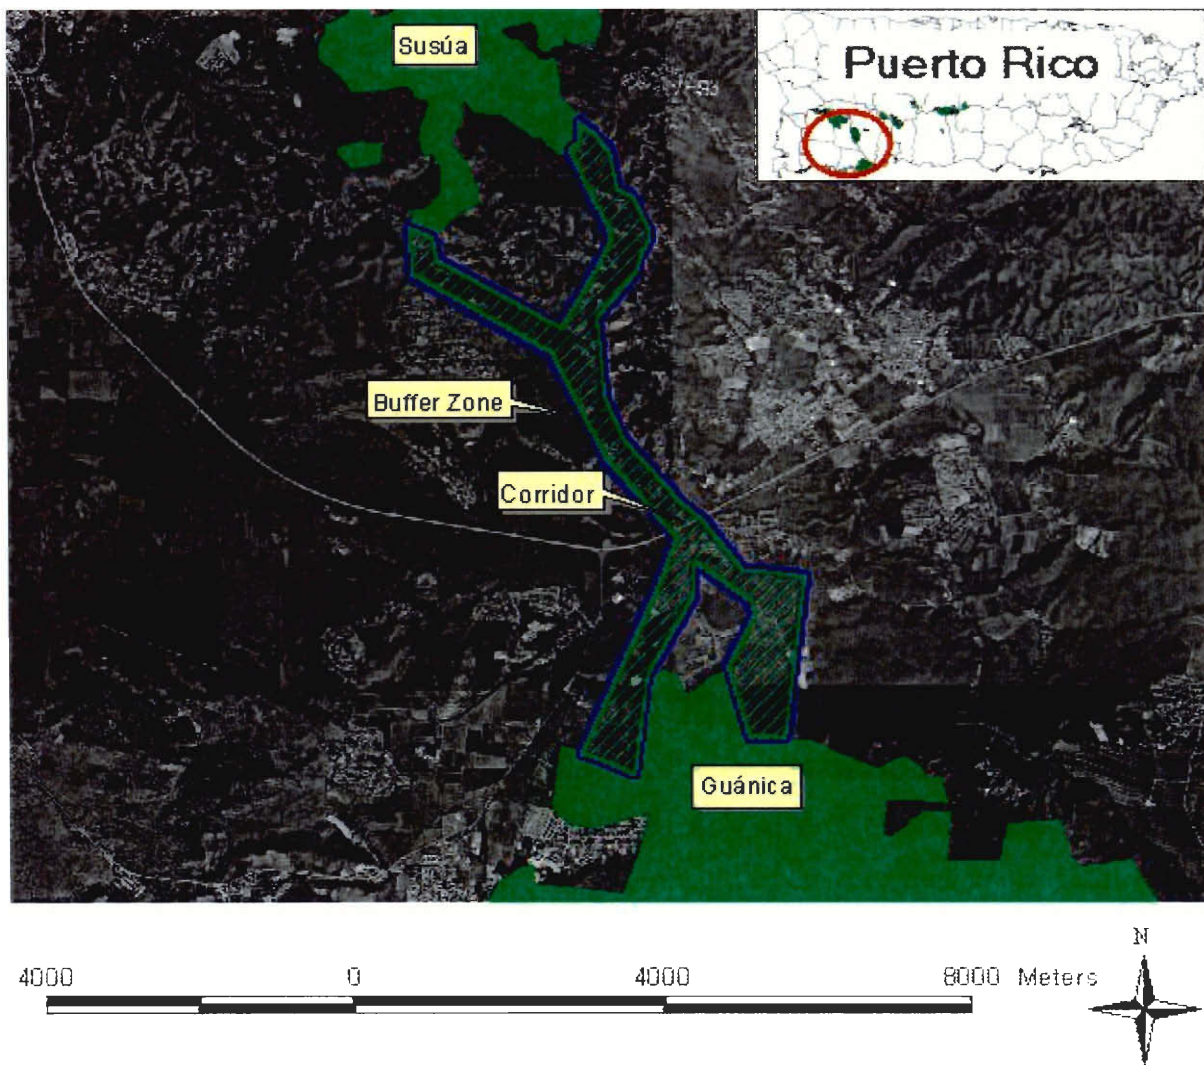 Susúa
Puerto Rico
Buffer Zone
Corridor
Guánica
N
4000 0 4000 8000 Meters